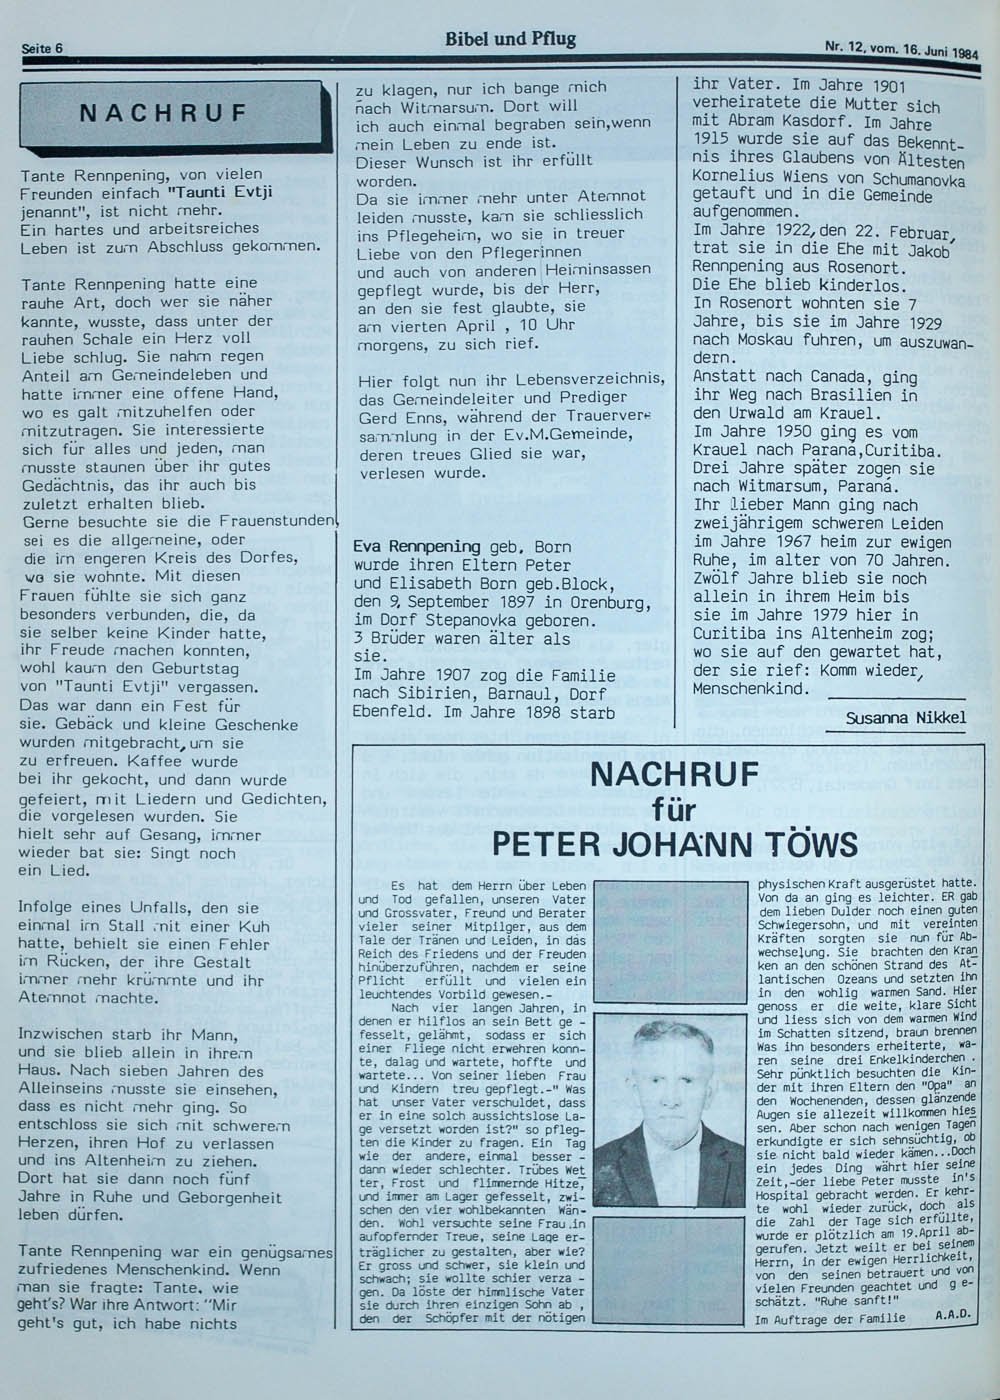 Seite 6
Bibel und Pflug
Nr. 12, vom. 16. Juni 1984
NACHRUF
Tante Rennpening, von vielen
Freunden einfach "Taunti Evtji
jenannt", ist nicht mehr.
Ein hartes und arbeitsreiches
Leben ist zum Abschluss gekommen.
Tante Rennpening hatte eine
rauhe Art, doch wer sie näher
kannte, wusste, dass unter der
rauhen Schale ein Herz voll
Liebe schlug. Sie nahm regen
Anteil am Gemeindeleben und
hatte immer eine offene Hand,
wo es galt mitzuhelfen oder
mitzutragen. Sie interessierte
sich für alles und jeden, man
musste staunen über ihr gutes
Gedächtnis, das ihr auch bis
zuletzt erhalten blieb.
Gerne besuchte sie die Frauenstunden,
sei es die allgemeine, oder
die im engeren Kreis des Dorfes,
wo sie wohnte. Mit diesen
Frauen fühlte sie sich ganz
besonders verbunden, die, da
sie selber keine Kinder hatte,
ihr Freude machen konnten,
wohl kaum den Geburtstag
von "Taunti Evtji" vergassen.
Das war dann ein Fest für
sie. Gebäck und kleine Geschenke
wurden mitgebracht, um sie
zu erfreuen. Kaffee wurde
bei ihr gekocht, und dann wurde
gefeiert, mit Liedern und Gedichten,
die vorgelesen wurden. Sie
hielt sehr auf Gesang, immer
wieder bat sie: Singt noch
ein Lied.
Infolge eines Unfalls, den sie
einmal im Stall mit einer Kuh
hatte, behielt sie einen Fehler
im Rücken, der ihre Gestalt
immer mehr krümmte und ihr
Atemnot machte.
Inzwischen starb ihr Mann,
und sie blieb allein in ihrem
Haus. Nach sieben Jahren des
Alleinseins musste sie einsehen,
dass es nicht mehr ging. So
entschloss sie sich mit schwerem
Herzen, ihren Hof zu verlassen
und ins Altenheim zu ziehen.
Dort hat sie dann noch fünf
Jahre in Ruhe und Geborgenheit
leben dürfen.
Tante Rennpening war ein genügsames
zufriedenes Menschenkind. Wenn
man sie fragte: Tante, wie
geht's? War ihre Antwort: "Mir
geht's gut, ich habe nichts
zu klagen, nur ich bange mich
nach Witmarsum. Dort will
ich auch einmal begraben sein,wenn
mein Leben zu ende ist.
Dieser Wunsch ist ihr erfüllt
worden.
Da sie immer mehr unter Atemnot
leiden musste, kam sie schliesslich
ins Pflegeheim, wo sie in treuer
Liebe von den Pflegerinnen
und auch von anderen Heiminsassen
gepflegt wurde, bis der Herr,
an den sie fest glaubte, sie
am vierten April , 10 Uhr
morgens, zu sich rief.
Hier folgt nun ihr Lebensverzeichnis,
das Gemeindeleiter und Prediger
Gerd Enns, während der Trauerver-
sammlung in der Ev.M.Gemeinde,
deren treues Glied sie war,
verlesen wurde.
Eva Rennpening geb. Born
wurde ihren Eltern Peter
und Elisabeth Born geb.Block,
den 9. September 1897 in Orenburg,
im Dorf Stepanovka geboren.
3 Brüder waren älter als
sie.
Im Jahre 1907 zog die Familie
nach Sibirien, Barnaul, Dorf
Ebenfeld. Im Jahre 1898 starb
ihr Vater. Im Jahre 1901
verheiratete die Mutter sich
mit Abram Kasdorf. Im Jahre
1915 wurde sie auf das Bekennt-
nis ihres Glaubens von Ältesten
Kornelius Wiens von Schumanovka
getauft und in die Gemeinde
aufgenommen.
Im Jahre 1922,den 22. Februar,
trat sie in die Ehe mit Jakob
Rennpening aus Rosenort.
Die Ehe blieb kinderlos.
In Rosenort wohnten sie 7
Jahre, bis sie im Jahre 1929
nach Moskau fuhren, um auszuwan-
dern.
Anstatt nach Canada, ging
ihr Weg nach Brasilien in
den Urwald am Krauel.
Im Jahre 1950 ging es vom
Krauel nach Parana,Curitiba.
Drei Jahre später zogen sie
nach Witmarsum, Paraná.
Ihr lieber Mann ging nach
zweijährigem schweren Leiden
im Jahre 1967 heim zur ewigen
Ruhe, im alter von 70 Jahren.
Zwölf Jahre blieb sie noch
allein in ihrem Heim bis
sie im Jahre 1979 hier in
Curitiba ins Altenheim zog;
wo sie auf den gewartet hat,
der sie rief: Komm wieder,
Menschenkind.
Susanna Nikkel
NACHRUF
für
PETER JOHANN TÖWS
Es hat dem Herrn über Leben
und Tod gefallen, unseren Vater
und Grossvater, Freund und Berater
vieler seiner Mitpilger, aus dem
Tale der Tränen und Leiden, in das
Reich des Friedens und der Freuden
hinüberzuführen, nachdem er seine
Pflicht erfüllt und vielen ein
leuchtendes Vorbild gewesen.-
Nach vier langen Jahren, in
denen er hilflos an sein Bett ge -
fesselt, gelähmt, sodass er sich
einer Fliege nicht erwehren konn-
te, dalag und wartete, hoffte und
wartete... Von seiner lieben Frau
und Kindern treu gepflegt.-" Was
hat unser Vater verschuldet, dass
er in eine solch aussichtslose La-
ge versetzt worden ist?" so pfleg-
ten die Kinder zu fragen. Ein Tag
wie der andere, einmal besser -
dann wieder schlechter. Trübes Wet
ter, Frost und flimmernde Hitze,
und immer am Lager gefesselt, zwi-
schen den vier wohlbekannten Wän-
den. Wohl versuchte seine Frau in
aufopfernder Treue, seine Lage er-
träglicher zu gestalten, aber wie?
Er gross und schwer, sie klein und
schwach; sie wollte schier verza -
gen. Da löste der himmlische Vater
sie durch ihren einzigen Sohn ab ,
den der Schöpfer mit der nötigen
physischen Kraft ausgerüstet hatte.
Von da an ging es leichter. ER gab
dem lieben Dulder noch einen guten
Schwiegersohn, und mit vereinten
Kräften sorgten sie nun für Ab-
wechselung. Sie brachten den Kran
ken an den schönen Strand des At-
lantischen Ozeans und setzten ihn
in den wohlig warmen Sand. Hier
genoss er die weite, klare Sicht
und liess sich von dem warmen Wind
im Schatten sitzend, braun brennen
Was ihn besonders erheiterte, wa-
ren seine drei Enkelkinderchen .
Sehr pünktlich besuchten die Kin-
der mit ihren Eltern den "Opa" an
den Wochenenden, dessen glänzende
Augen sie allezeit willkommen hies
sen. Aber schon nach wenigen Tagen
erkundigte er sich sehnsüchtig, ob
sie nicht bald wieder kämen...Doch
ein jedes Ding währt hier seine
Zeit,-der liebe Peter musste in's
Hospital gebracht werden. Er kehr-
te wohl wieder zurück, doch als
die Zahl der Tage sich erfüllte,
wurde er plötzlich am 19.April ab-
gerufen. Jetzt weilt er bei seinem
Herrn, in der ewigen Herrlichkeit,
von den seinen betrauert und von
vielen Freunden geachtet und g e-
schätzt. "Ruhe sanft!"
Im Auftrage der Familie A.A.D.